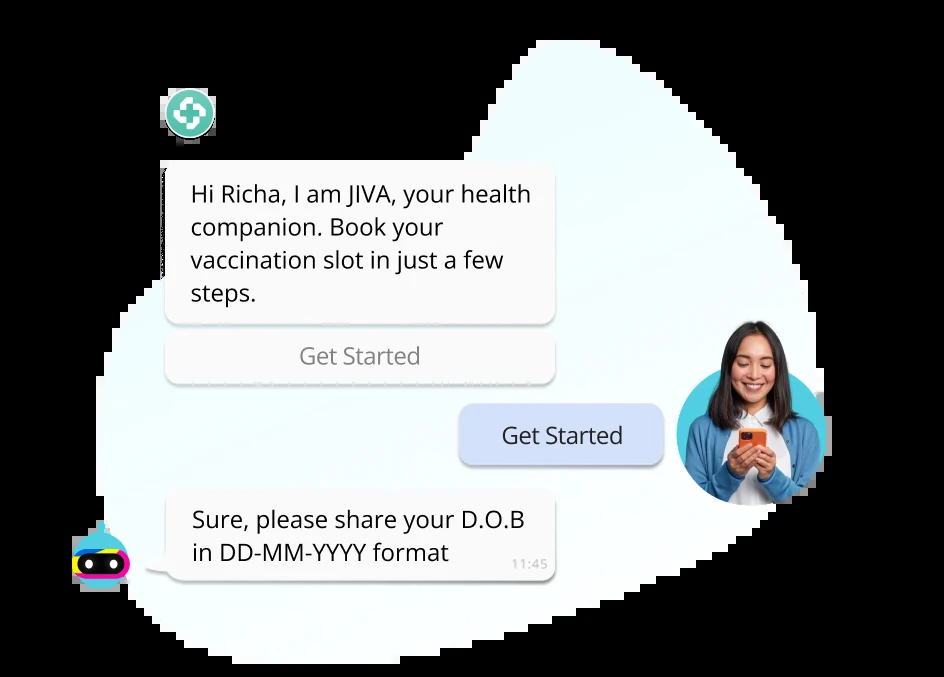 Hi Richa, I am JIVA, your health
companion. Book your
vaccination slot in just a few
steps.
Get Started
Get Started
Sure, please share your D.O.B
in DD-MM-YYYY format
11:45